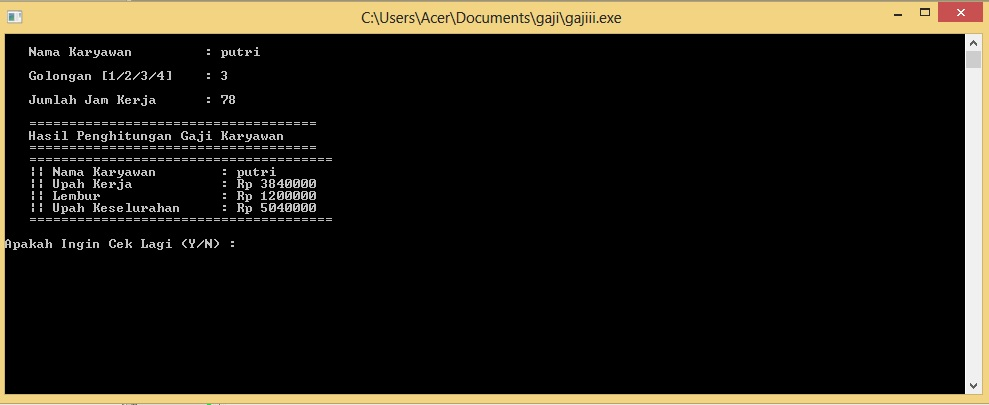 C:\Users\Acer\Documents\gaji\gajiii.exe
Nama Karyawan : putri
Golongan [1/2/3/4] : 3
Jumlah Jam Kerja : 78
====================================
Hasil Penghitungan Gaji Karyawan
====================================
======================================
¦¦ Nama Karyawan : putri
¦¦ Upah Kerja : Rp 3840000
¦¦ Lembur : Rp 1200000
¦¦ Upah Keselurahan : Rp 5040000
======================================
Apakah Ingin Cek Lagi (Y/N) :